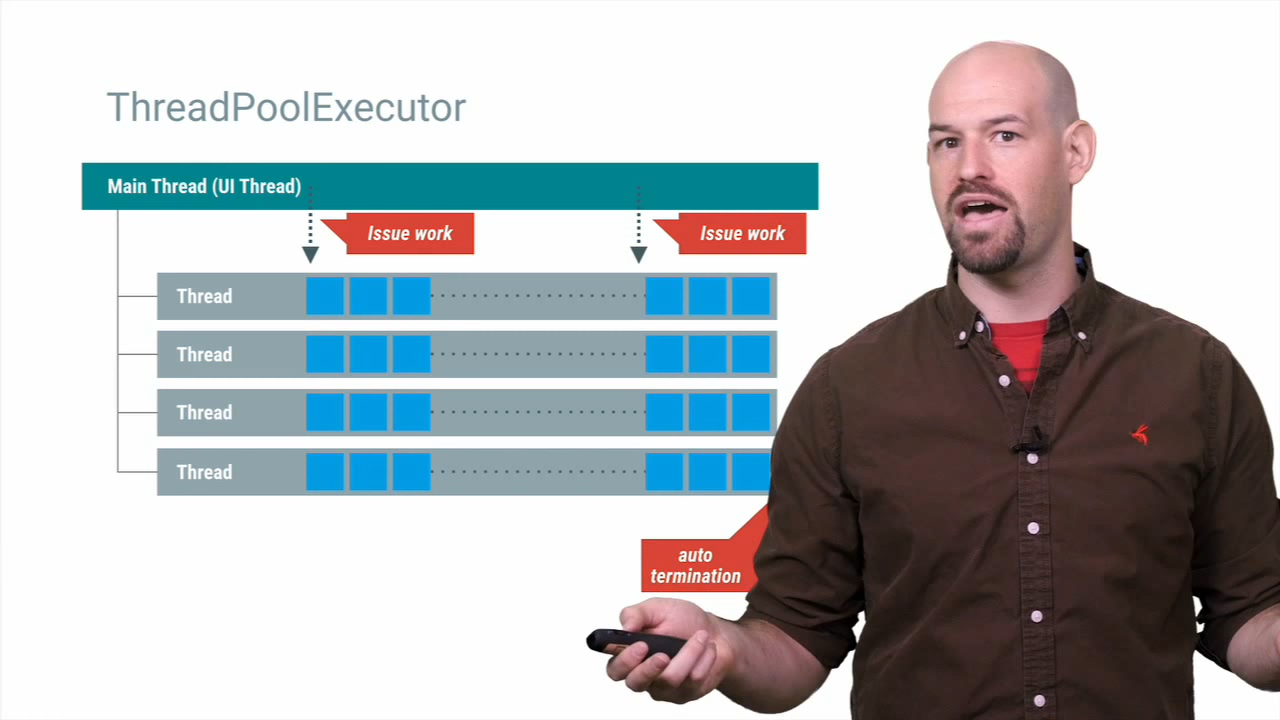 ThreadPoolExecutor
Main Thread (UI Thread)
Issue work
Issue work
Thread
Thread
Thread
Thread
auto
termination